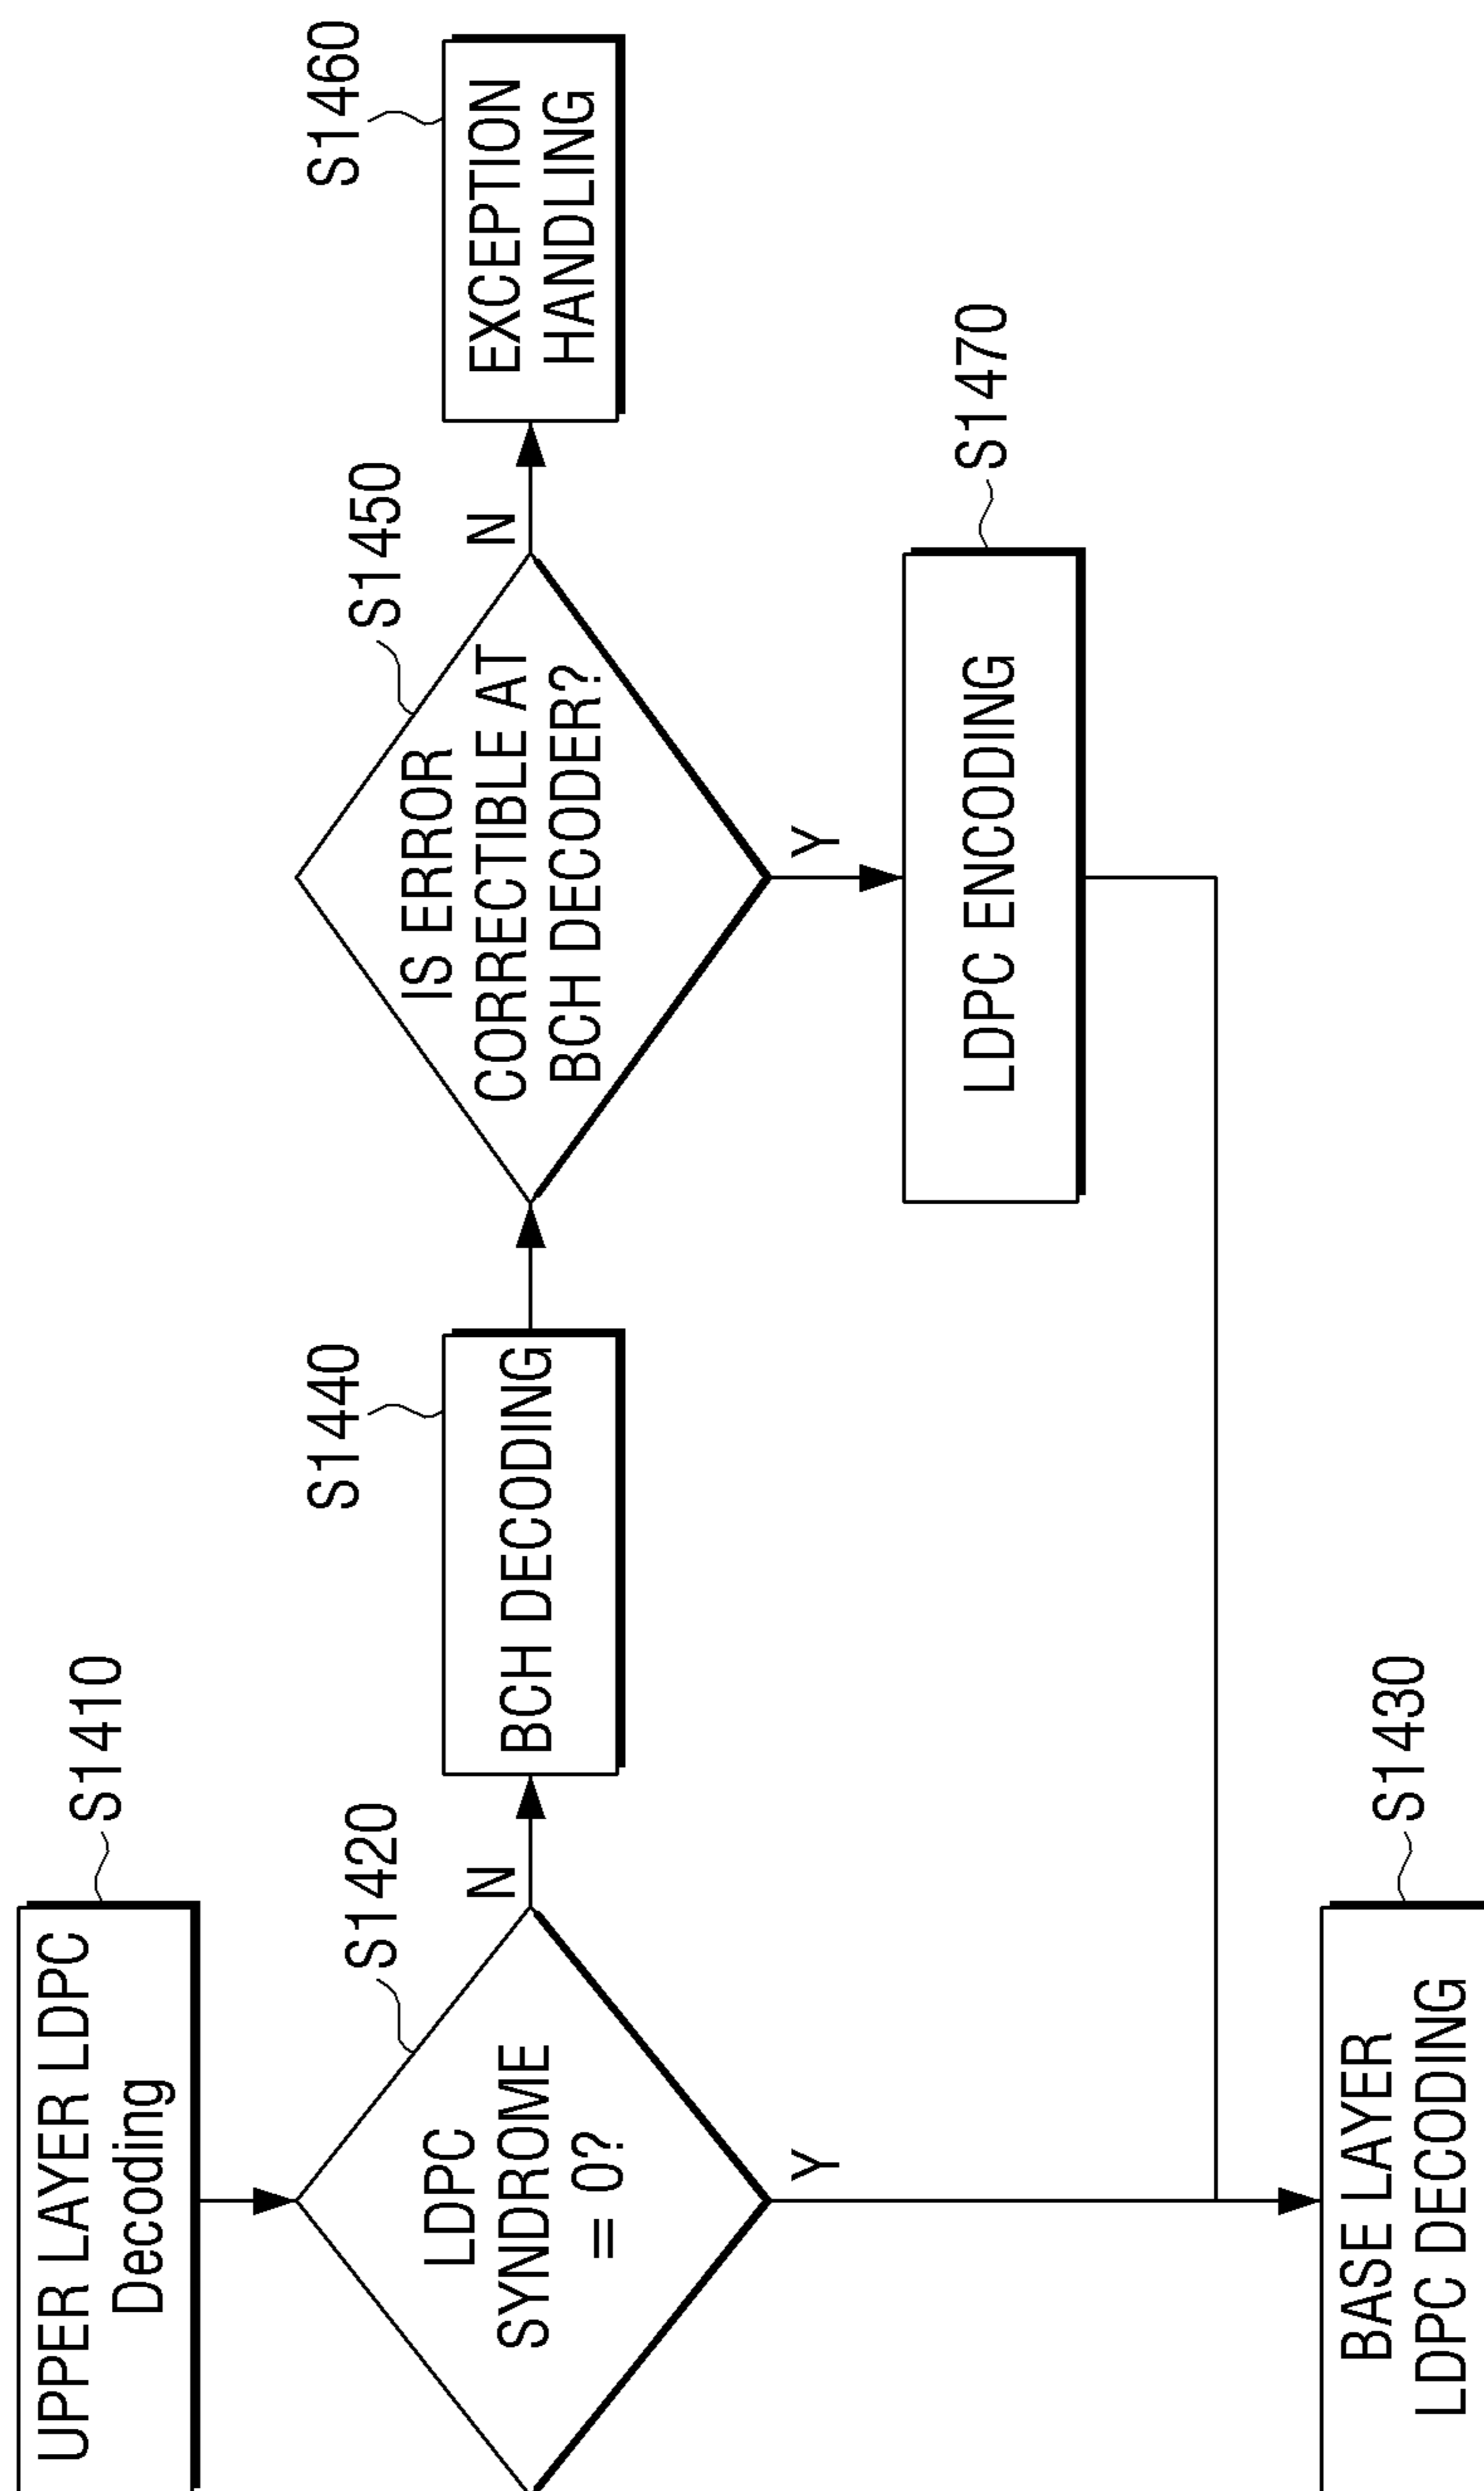 UPPER LAYER LDPC
Decoding
S1410
LDPC
SYNDROME
= 0?
S1420
Y
N
BCH DECODING
S1440
IS ERROR
CORRECTIBLE AT
BCH DECODER?
S1450
N
EXCEPTION
HANDLING
S1460
Y
LDPC ENCODING
S1470
BASE LAYER
LDPC DECODING
S1430